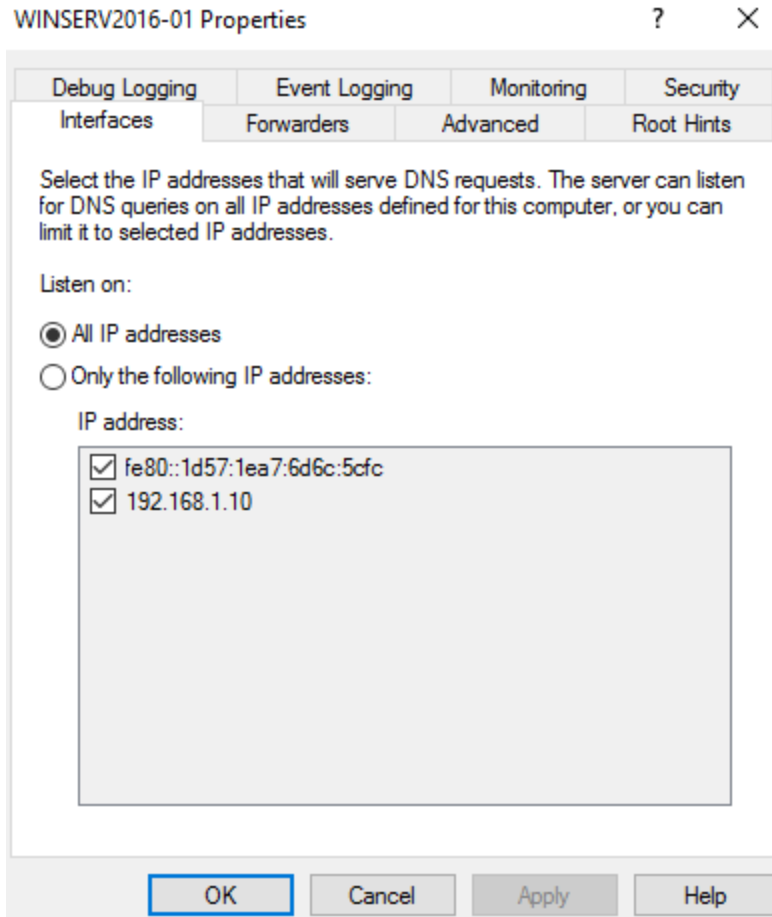 WINSERV2016-01 Properties ? ×
Debug Logging Event Logging Monitoring Security
Interfaces Forwarders Advanced Root Hints
Select the IP addresses that will serve DNS requests. The server can listen
for DNS queries on all IP addresses defined for this computer, or you can
limit it to selected IP addresses.
Listen on:
All IP addresses
Only the following IP addresses:
IP address:
fe80::1d57:1ea7:6d6c:5cfc
192.168.1.10
OK Cancel Apply Help